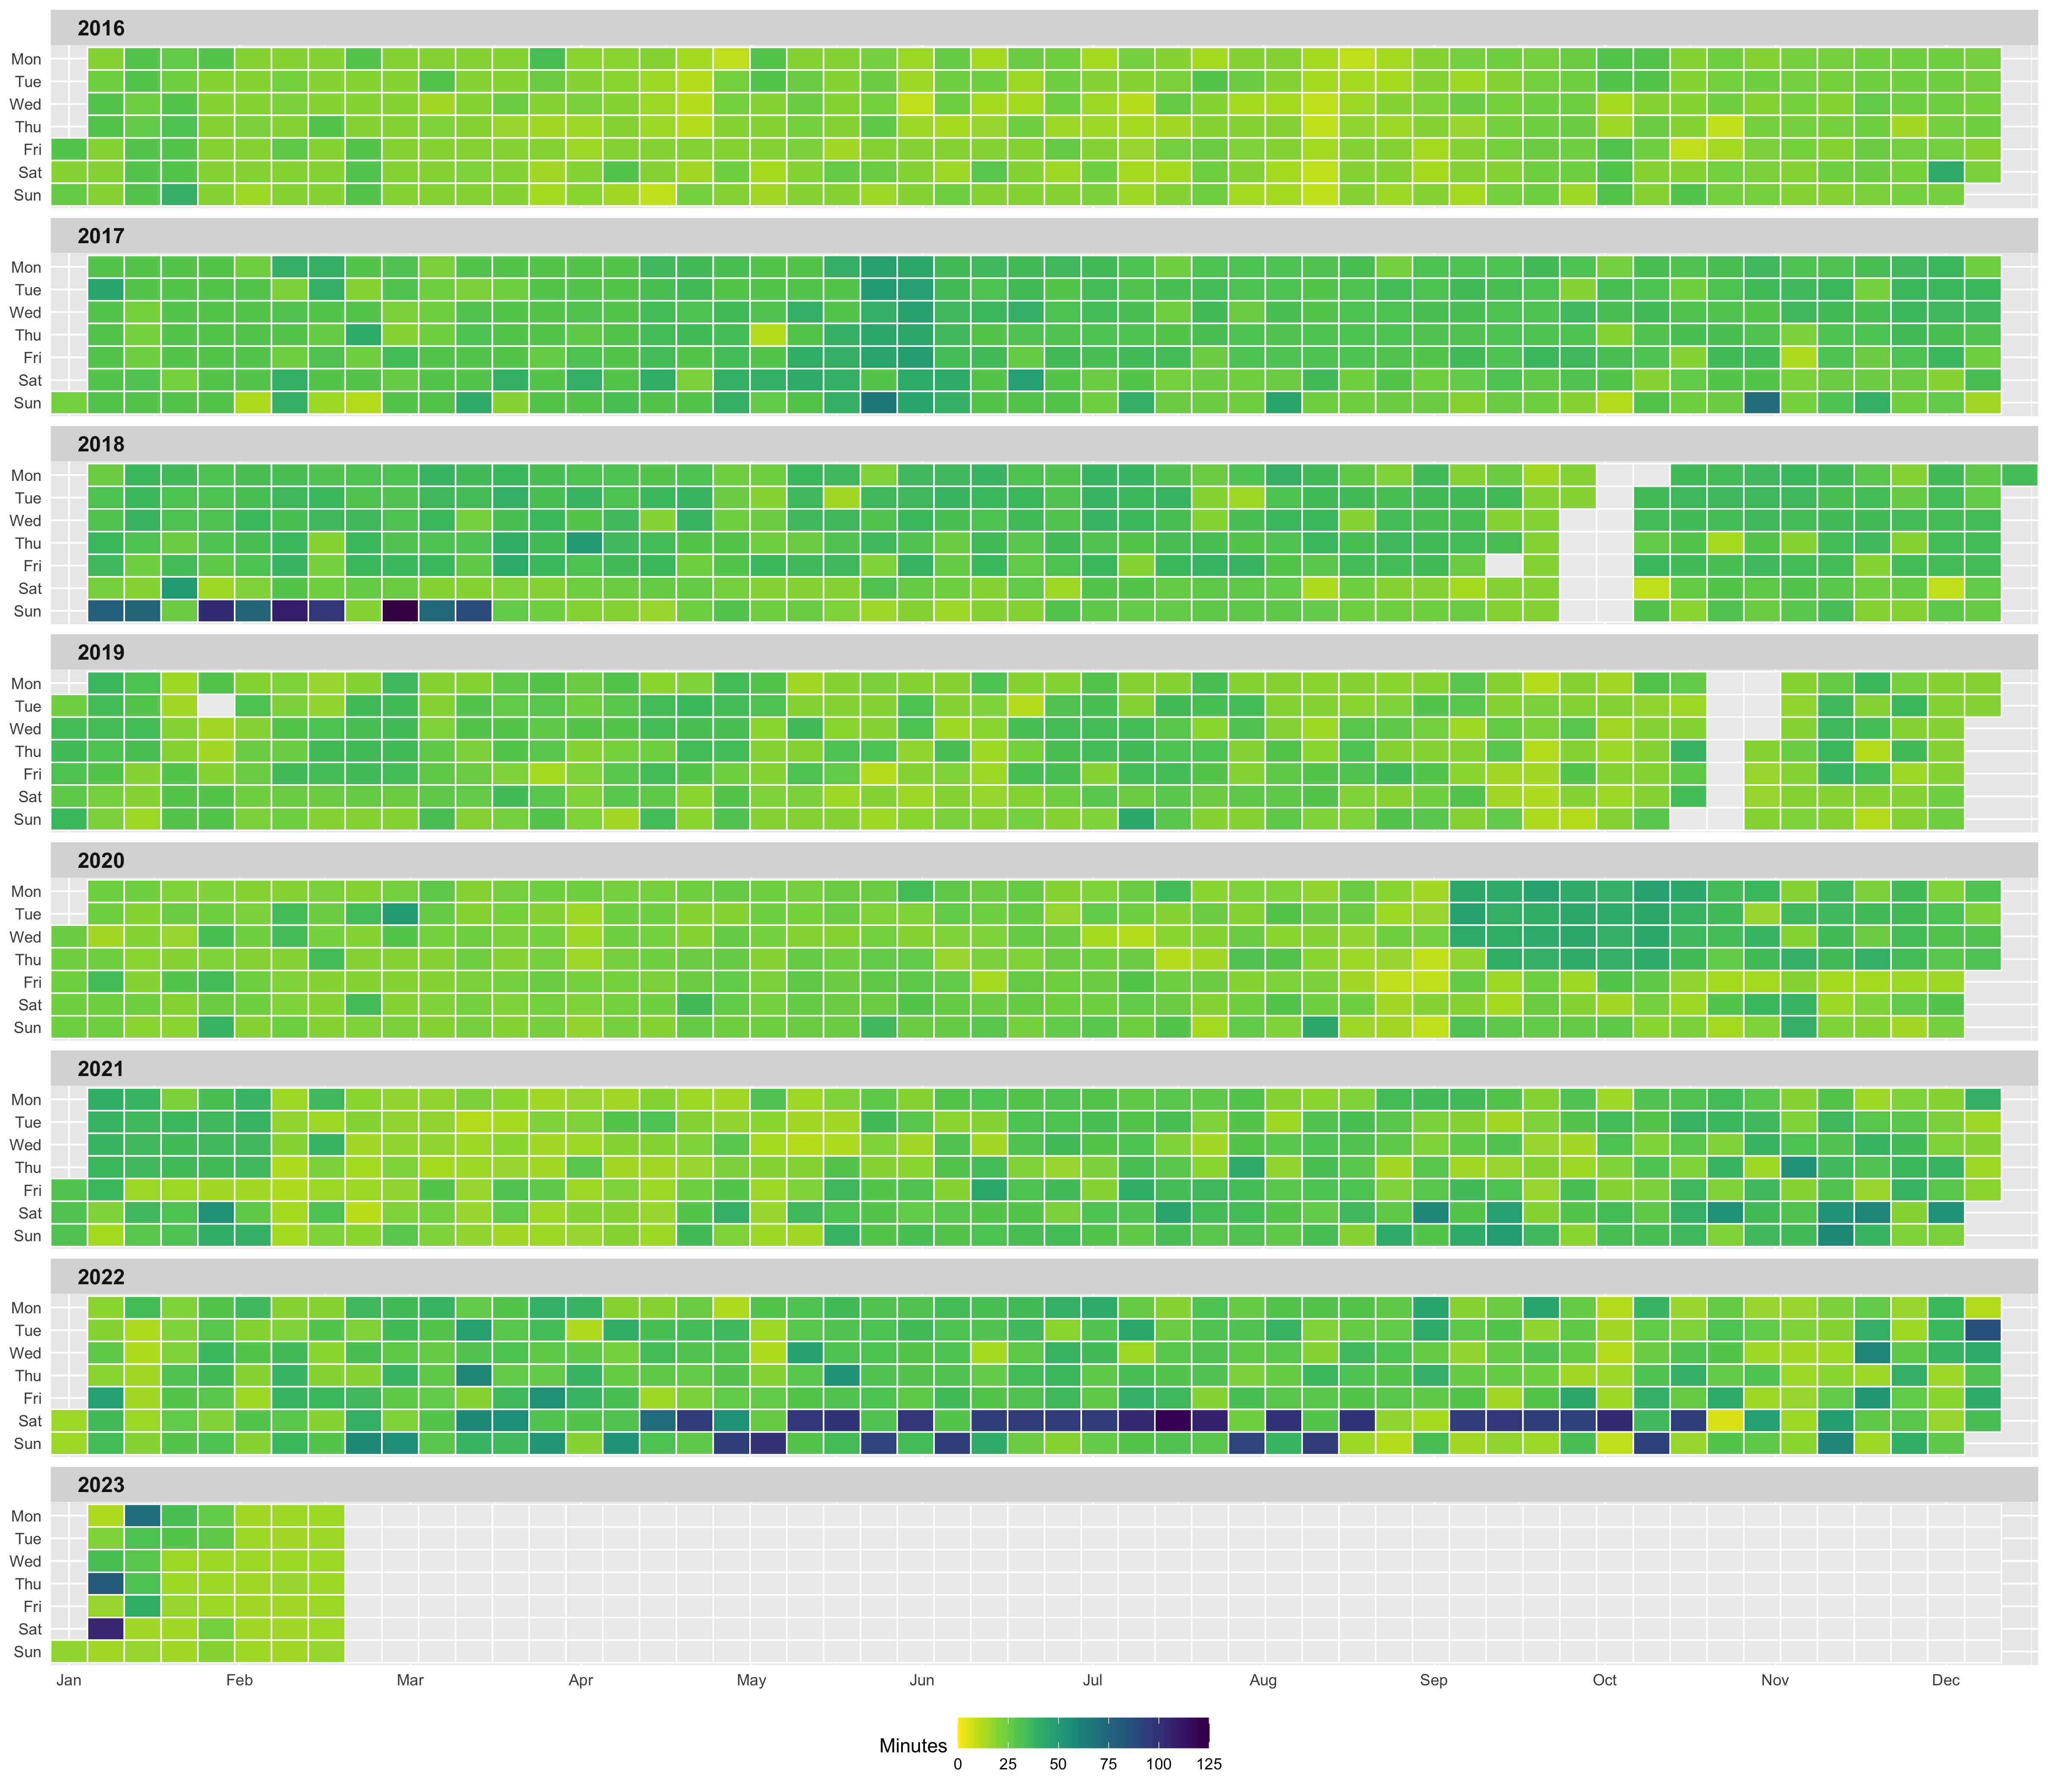 2016
Mon
Tue
Wed
Thu
Fri
Sat
Sun
2017
Mon
Tue
Wed
Thu
Fri
Sat
Sun
2018
Mon
Tue
Wed
Thu
Fri
Sat
Sun
2019
Mon
Tue
Wed
Thu
Fri
Sat
Sun
2020
Mon
Tue
Wed
Thu
Fri
Sat
Sun
2021
Mon
Tue
Wed
Thu
Fri
Sat
Sun
2022
Mon
Tue
Wed
Thu
Fri
Sat
Sun
2023
Mon
Tue
Wed
Thu
Fri
Sat
Sun
Jan Feb Mar Apr May Jun Jul Aug Sep Oct Nov Dec
Minutes
0 25 50 75 100 125